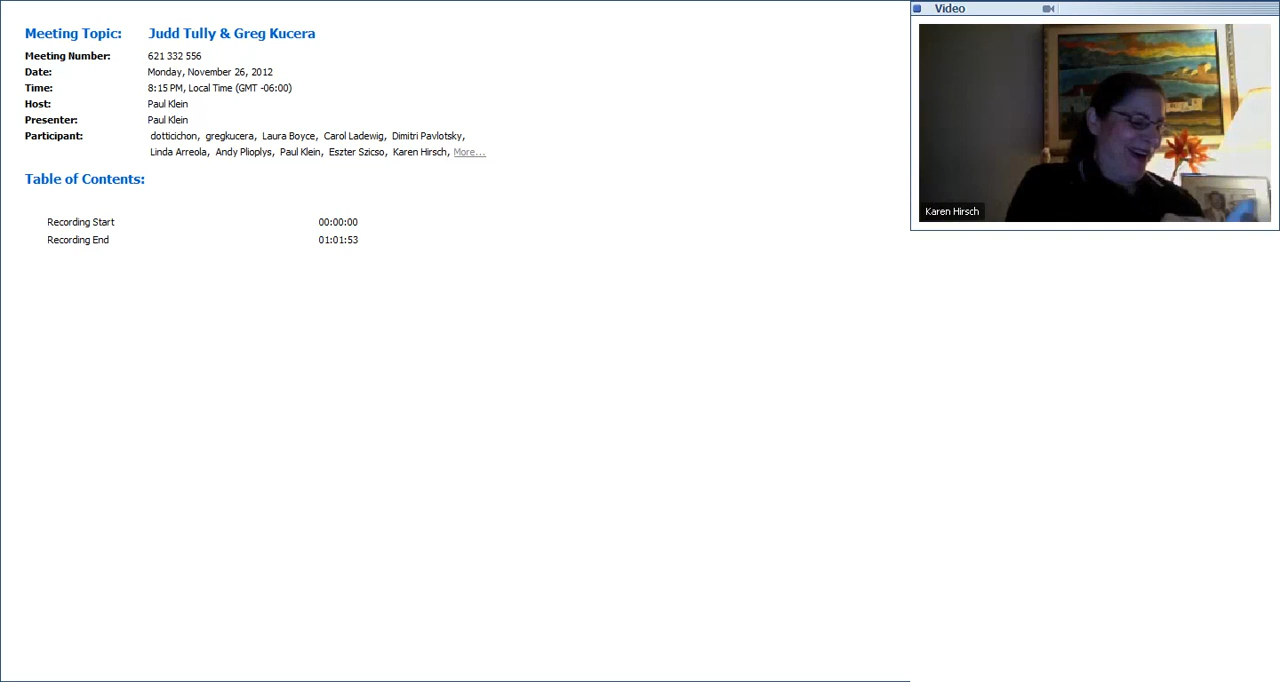 Meeting Topic: Judd Tully & Greg Kucera
Meeting Number: 621 332 556
Date: Monday, November 26, 2012
Time: 8:15 PM, Local Time (GMT -06:00)
Host: Paul Klein
Presenter: Paul Klein
Participant: dotticichon, gregkucera, Laura Boyce, Carol Ladewig, Dimitri Pavlotsky,
Linda Arreola, Andy Plioplys, Paul Klein, Eszter Szicso, Karen Hirsch, More...
Table of Contents:
Recording Start 00:00:00
Recording End 01:01:53
Video
Karen Hirsch